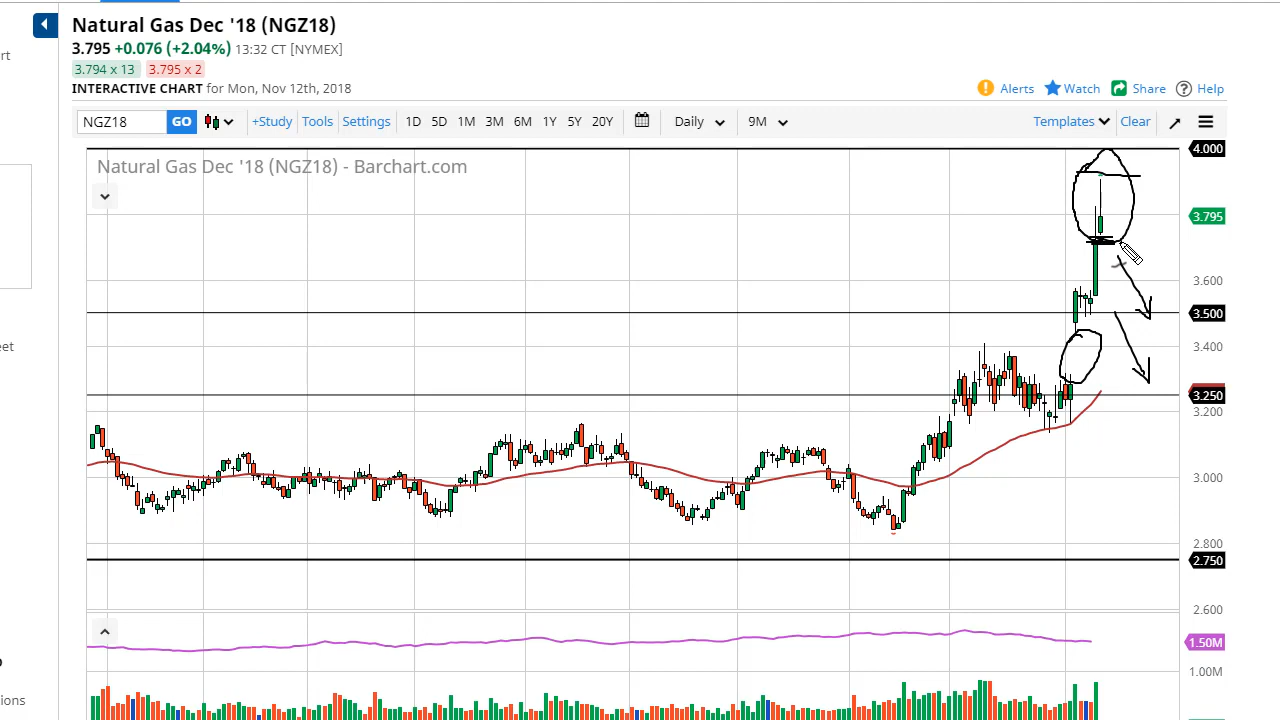 Natural Gas Dec '18 (NGZ18)
3.795 +0.076 (+2.04%) 13:32 CT [NYMEX]
3.794 x 13 3.795 x 2
INTERACTIVE CHART for Mon, Nov 12th, 2018
Alerts Watch Share Help
NGZ18 GO +Study Tools Settings 1D 5D 1M 3M 6M 1Y 5Y 20Y Daily 9M Templates Clear
Natural Gas Dec '18 (NGZ18) - Barchart.com
4.000
3.795
3.600
3.500
3.400
3.250
3.200
3.000
2.800
2.750
2.600
1.50M
1.00M
rt
et
ions